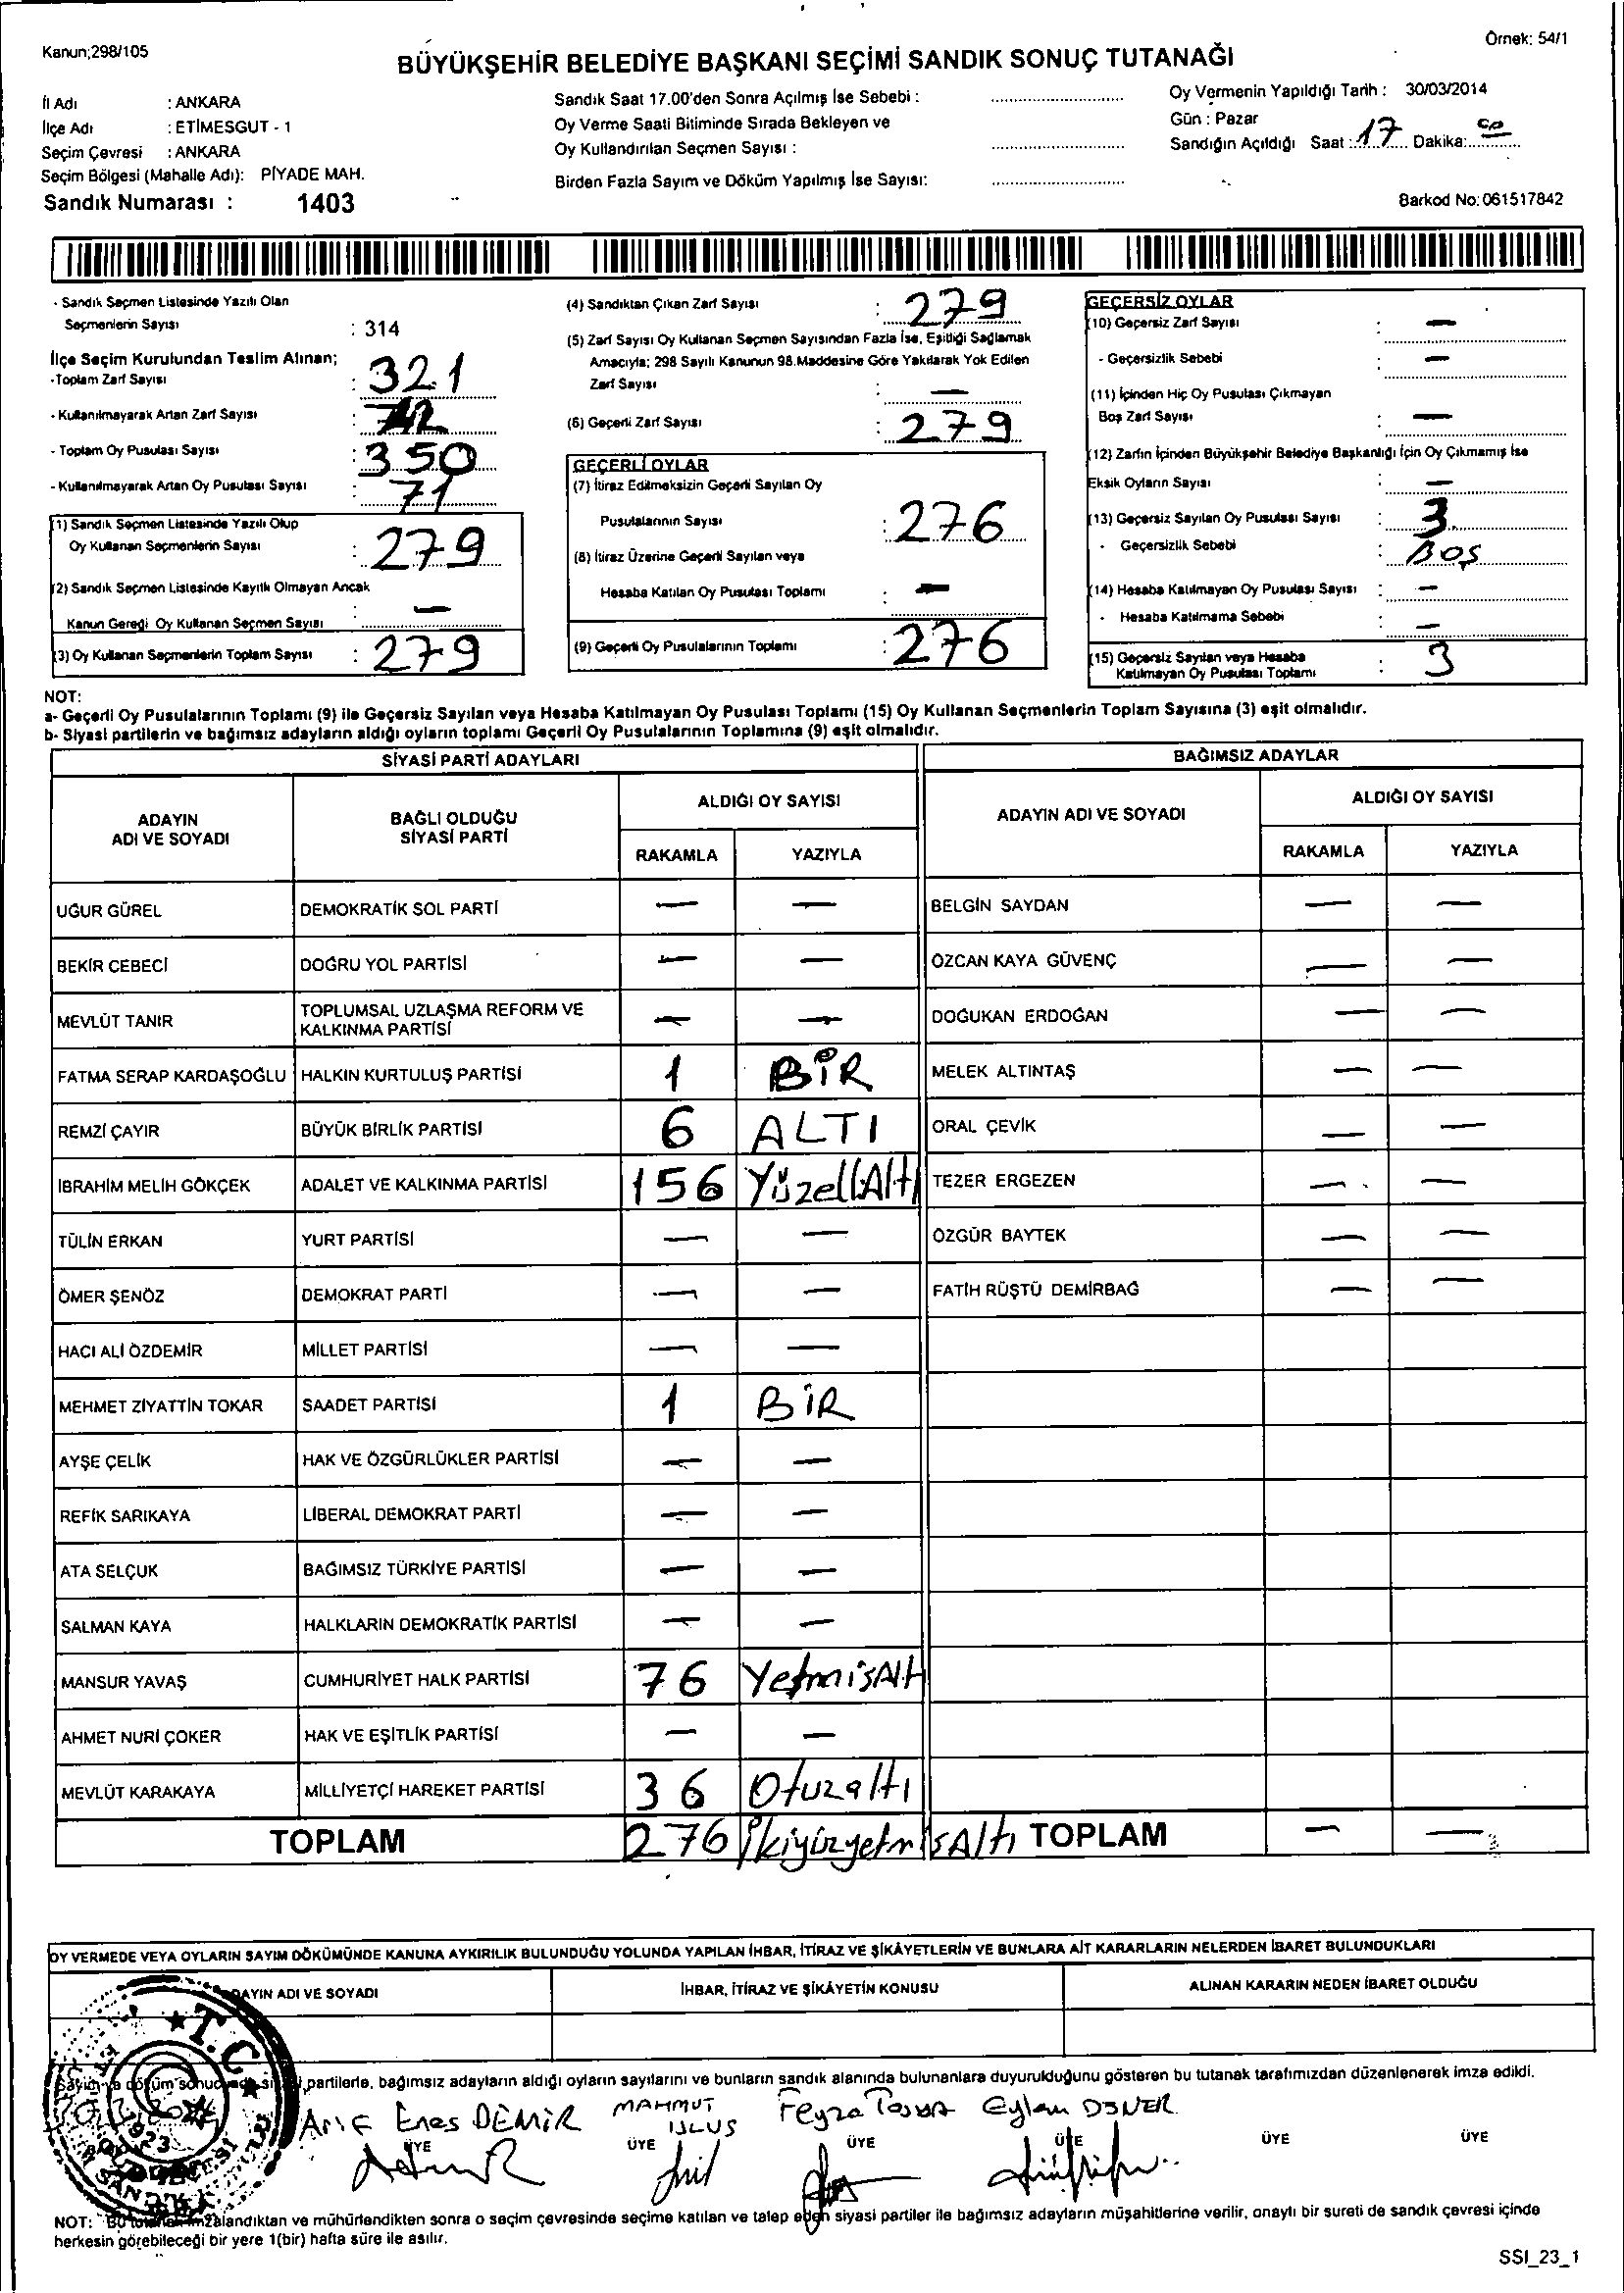 Kanun;298/105
Örnek: 54/1
BÜYÜKŞEHİR BELEDİYE BAŞKANI SEÇİMİ SANDIK SONUÇ TUTANAĞI
İl Adı : ANKARA
İlçe Adı : ETİMESGUT - 1
Seçim Çevresi : ANKARA
Seçim Bölgesi (Mahalle Adı): PİYADE MAH.
Sandık Numarası : 1403
Sandık Saat 17.00'den Sonra Açılmış İse Sebebi :
Oy Verme Saati Bitiminde Sırada Bekleyen ve
Oy Kullandırılan Seçmen Sayısı :
Birden Fazla Sayım ve Döküm Yapılmış İse Sayısı:
Oy Vermenin Yapıldığı Tarih : 30/03/2014
Gün : Pazar
Sandığın Açıldığı Saat : 17 Dakika:
Barkod No: 061517842
- Sandık Seçmen Listesinde Yazılı Olan
Seçmenlerin Sayısı : 314
İlçe Seçim Kurulundan Teslim Alınan;
-Toplam Zarf Sayısı : 321
- Kullanılmayarak Artan Zarf Sayısı :
- Toplam Oy Pusulası Sayısı : 350
- Kullanılmayarak Artan Oy Pusulası Sayısı : 71
(1) Sandık Seçmen Listesinde Yazılı Olup
Oy Kullanan Seçmenlerin Sayısı : 279
(2) Sandık Seçmen Listesinde Kayıtlı Olmayan Ancak
Kanun Gereği Oy Kullanan Seçmen Sayısı : —
(3) Oy Kullanan Seçmenlerin Toplam Sayısı : 279
(4) Sandıktan Çıkan Zarf Sayısı : 279
(5) Zarf Sayısı Oy Kullanan Seçmen Sayısından Fazla İse, Eşitliği Sağlamak
Amacıyla; 298 Sayılı Kanunun 98.Maddesine Göre Yakılarak Yok Edilen
Zarf Sayısı : —
(6) Geçerli Zarf Sayısı : 279
GEÇERLİ OYLAR
(7) İtiraz Edilmeksizin Geçerli Sayılan Oy
Pusulalarının Sayısı : 276
(8) İtiraz Üzerine Geçerli Sayılan veya
Hesaba Katılan Oy Pusulası Toplamı : —
(9) Geçerli Oy Pusulalarının Toplamı : 276
GEÇERSİZ OYLAR
(10) Geçersiz Zarf Sayısı : —
- Geçersizlik Sebebi : —
(11) İçinden Hiç Oy Pusulası Çıkmayan
Boş Zarf Sayısı : —
(12) Zarfın İçinden Büyükşehir Belediye Başkanlığı İçin Oy Çıkmamış İse
Eksik Oyların Sayısı : —
(13) Geçersiz Sayılan Oy Pusulası Sayısı : 3
- Geçersizlik Sebebi : BOŞ
(14) Hesaba Katılmayan Oy Pusulası Sayısı : —
- Hesaba Katılmama Sebebi : —
(15) Geçersiz Sayılan veya Hesaba
Katılmayan Oy Pusulası Toplamı : 3
NOT:
a- Geçerli Oy Pusulalarının Toplamı (9) ile Geçersiz Sayılan veya Hesaba Katılmayan Oy Pusulası Toplamı (15) Oy Kullanan Seçmenlerin Toplam Sayısına (3) eşit olmalıdır.
b- Siyasi partilerin ve bağımsız adayların aldığı oyların toplamı Geçerli Oy Pusulalarının Toplamına (9) eşit olmalıdır.
SİYASİ PARTİ ADAYLARI
ADAYIN ADI VE SOYADI
BAĞLI OLDUĞU SİYASİ PARTİ
ALDIĞI OY SAYISI
RAKAMLA YAZIYLA
UĞUR GÜREL DEMOKRATİK SOL PARTİ — —
BEKİR CEBECİ DOĞRU YOL PARTİSİ — —
MEVLÜT TANIR TOPLUMSAL UZLAŞMA REFORM VE KALKINMA PARTİSİ — —
FATMA SERAP KARDAŞOĞLU HALKIN KURTULUŞ PARTİSİ 1 BİR
REMZİ ÇAYIR BÜYÜK BİRLİK PARTİSİ 6 ALTI
İBRAHİM MELİH GÖKÇEK ADALET VE KALKINMA PARTİSİ 156 YüzelliAltı
TÜLİN ERKAN YURT PARTİSİ — —
ÖMER ŞENÖZ DEMOKRAT PARTİ — —
HACI ALİ ÖZDEMİR MİLLET PARTİSİ — —
MEHMET ZİYATTİN TOKAR SAADET PARTİSİ 1 BİR
AYŞE ÇELİK HAK VE ÖZGÜRLÜKLER PARTİSİ — —
REFİK SARIKAYA LİBERAL DEMOKRAT PARTİ — —
ATA SELÇUK BAĞIMSIZ TÜRKİYE PARTİSİ — —
SALMAN KAYA HALKLARIN DEMOKRATİK PARTİSİ — —
MANSUR YAVAŞ CUMHURİYET HALK PARTİSİ 76 YetmisAltı
AHMET NURİ ÇOKER HAK VE EŞİTLİK PARTİSİ — —
MEVLÜT KARAKAYA MİLLİYETÇİ HAREKET PARTİSİ 36 Otuzaltı
TOPLAM 276 İkiyüzyetmisAltı
BAĞIMSIZ ADAYLAR
ADAYIN ADI VE SOYADI
ALDIĞI OY SAYISI
RAKAMLA YAZIYLA
BELGİN SAYDAN — —
ÖZCAN KAYA GÜVENÇ — —
DOĞUKAN ERDOĞAN — —
MELEK ALTINTAŞ — —
ORAL ÇEVİK — —
TEZER ERGEZEN — —
ÖZGÜR BAYTEK — —
FATİH RÜŞTÜ DEMİRBAĞ — —
TOPLAM — —
OY VERMEDE VEYA OYLARIN SAYIM DÖKÜMÜNDE KANUNA AYKIRILIK BULUNDUĞU YOLUNDA YAPILAN İHBAR, İTİRAZ VE ŞİKÂYETLERİN VE BUNLARA AİT KARARLARIN NELERDEN İBARET BULUNDUKLARI
ADI VE SOYADI
İHBAR, İTİRAZ VE ŞİKÂYETİN KONUSU
ALINAN KARARIN NEDEN İBARET OLDUĞU
T.C.
partilerle, bağımsız adayların aldığı oyların sayılarını ve bunların sandık alanında bulunanlara duyurulduğunu gösteren bu tutanak tarafımızdan düzenlenerek imza edildi.
Arif Enes DEMİR MAHMUT Feyza Eylem DÖNER
ÜYE ÜYE ÜYE ÜYE ÜYE ÜYE
NOT: Bu tutanak imzalandıktan ve mühürlendikten sonra o seçim çevresinde seçime katılan ve talep eden siyasi partiler ile bağımsız adayların müşahitlerine verilir, onaylı bir sureti de sandık çevresi içinde
herkesin görebileceği bir yere 1(bir) hafta süre ile asılır.
SSI_23_1